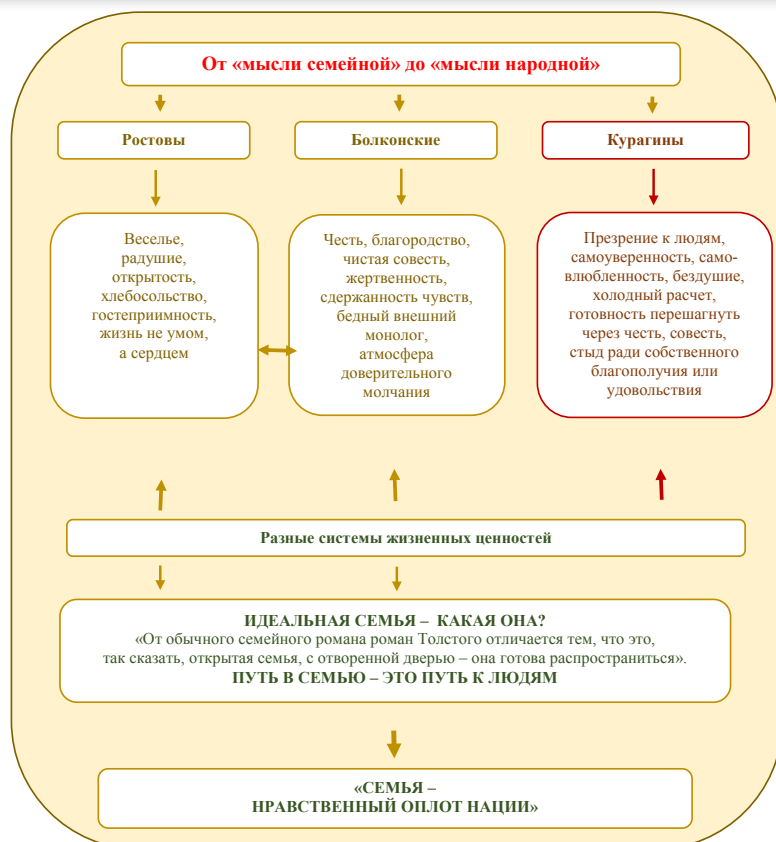 От «мысли семейной» до «мысли народной»
Ростовы
Болконские
Курагины
Веселье,
радушие,
открытость,
хлебосольство,
гостеприимность,
жизнь не умом,
а сердцем
Честь, благородство,
чистая совесть,
жертвенность,
сдержанность чувств,
бедный внешний
монолог,
атмосфера
доверительного
молчания
Презрение к людям,
самоуверенность, само-
влюбленность, бездушие,
холодный расчет,
готовность перешагнуть
через честь, совесть,
стыд ради собственного
благополучия или
удовольствия
Разные системы жизненных ценностей
ИДЕАЛЬНАЯ СЕМЬЯ – КАКАЯ ОНА?
«От обычного семейного романа роман Толстого отличается тем, что это,
так сказать, открытая семья, с отворенной дверью – она готова распространиться».
ПУТЬ В СЕМЬЮ – ЭТО ПУТЬ К ЛЮДЯМ
«СЕМЬЯ –
НРАВСТВЕННЫЙ ОПЛОТ НАЦИИ»